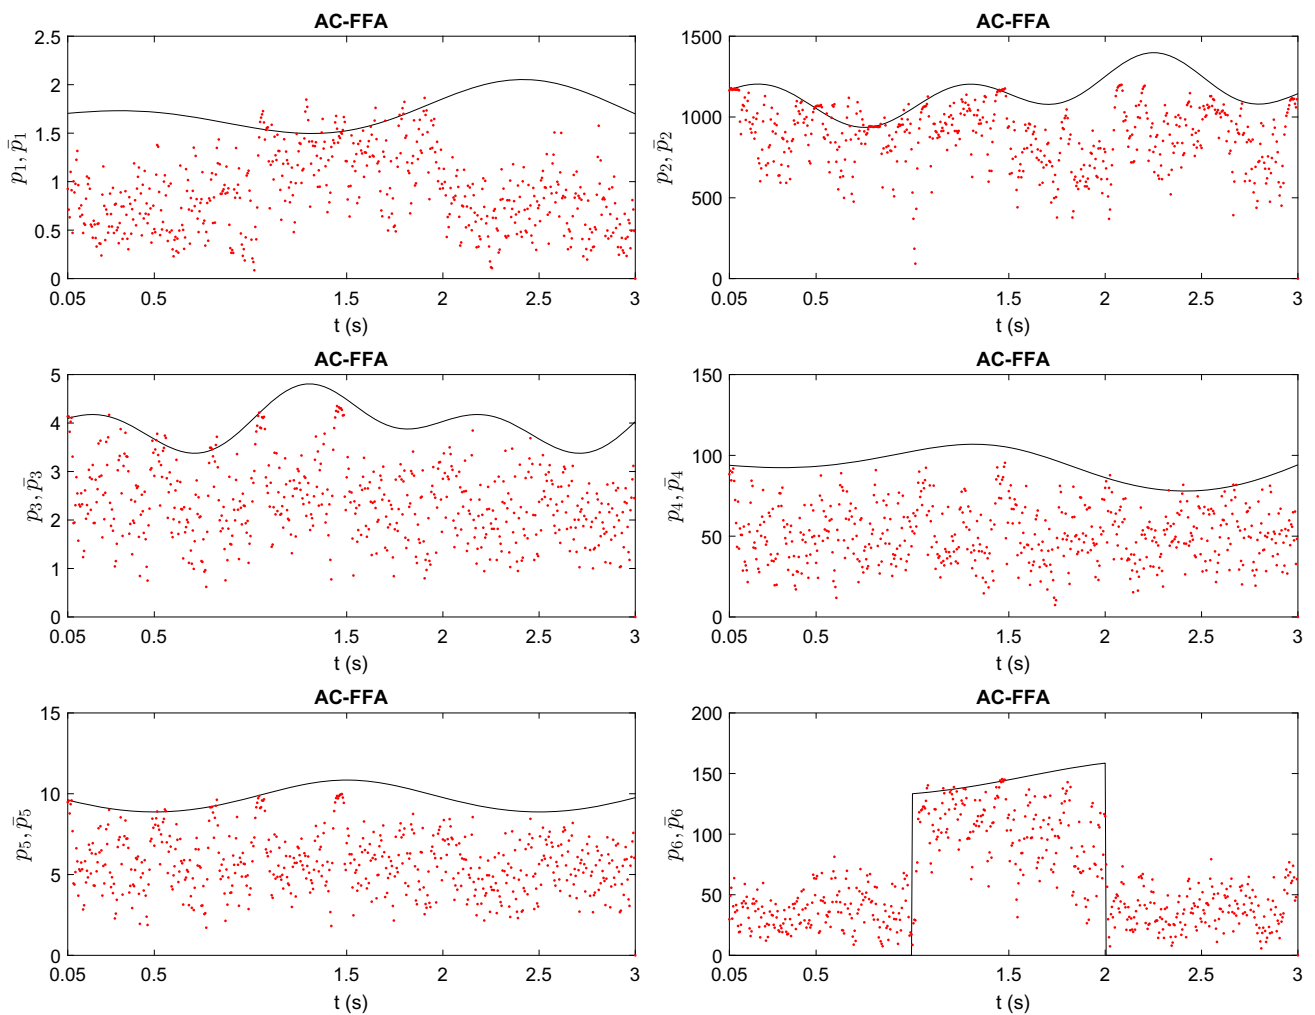 AC-FFA
2.5
2
1.5
1
0.5
0
p₁, p̄₁
0.05 0.5 1.5 2 2.5 3
t (s)
AC-FFA
1500
1000
500
0
p₂, p̄₂
0.05 0.5 1.5 2 2.5 3
t (s)
AC-FFA
5
4
3
2
1
0
p₃, p̄₃
0.05 0.5 1.5 2 2.5 3
t (s)
AC-FFA
150
100
50
0
p₄, p̄₄
0.05 0.5 1.5 2 2.5 3
t (s)
AC-FFA
15
10
5
0
p₅, p̄₅
0.05 0.5 1.5 2 2.5 3
t (s)
AC-FFA
200
150
100
50
0
p₆, p̄₆
0.05 0.5 1.5 2 2.5 3
t (s)